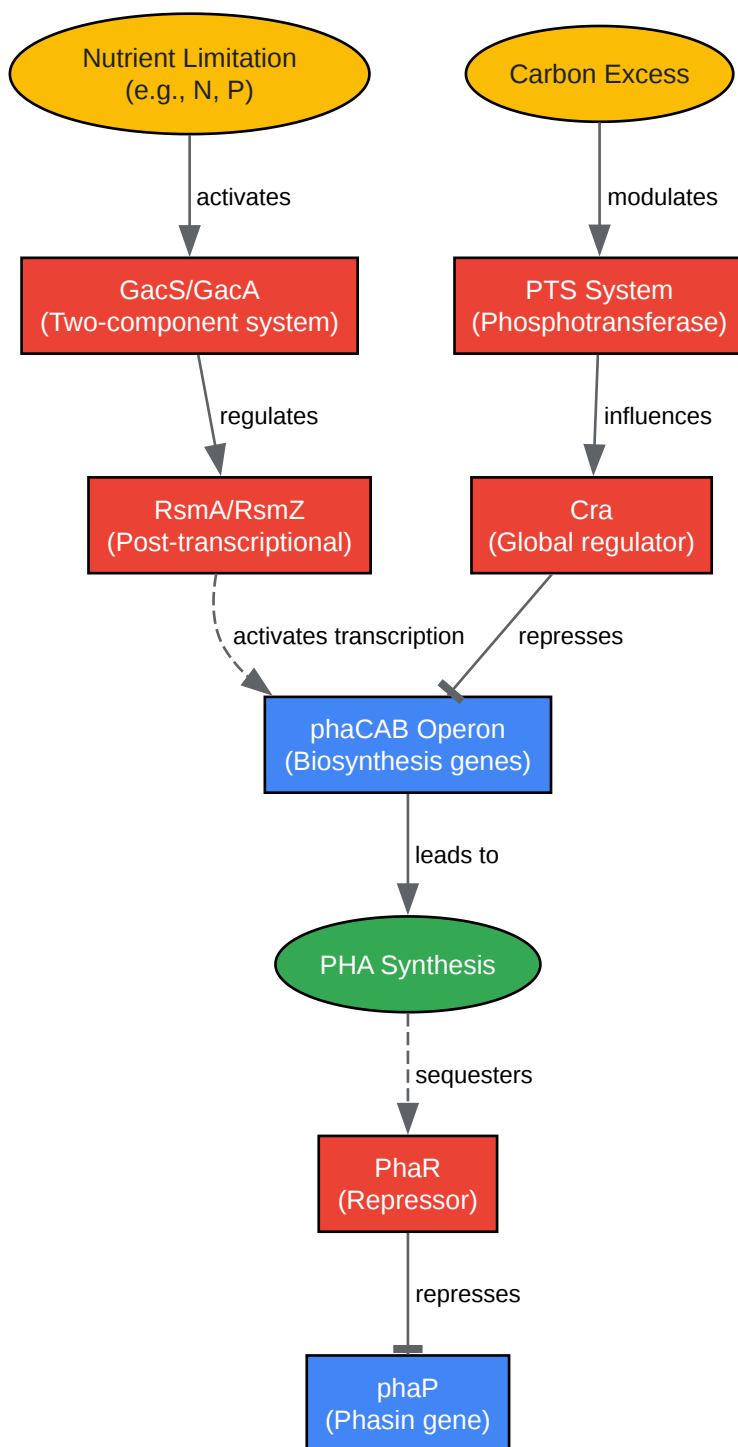 Nutrient Limitation
(e.g., N, P)
Carbon Excess
activates
modulates
GacS/GacA
(Two-component system)
PTS System
(Phosphotransferase)
regulates
influences
RsmA/RsmZ
(Post-transcriptional)
Cra
(Global regulator)
activates transcription
represses
phaCAB Operon
(Biosynthesis genes)
leads to
PHA Synthesis
sequesters
PhaR
(Repressor)
represses
phaP
(Phasin gene)